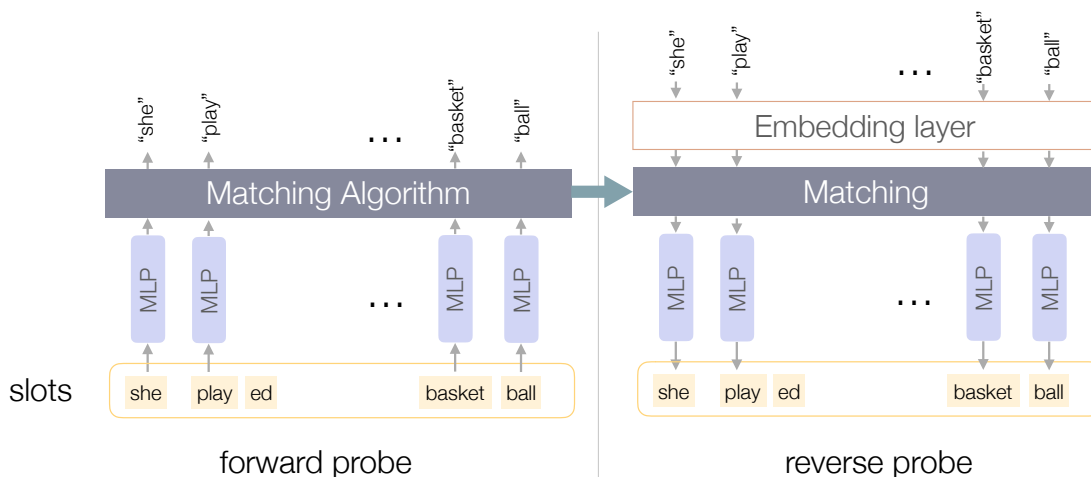 “she” “play” ... “basket” “ball”
Matching Algorithm
MLP MLP ... MLP MLP
slots she play ed basket ball
forward probe
“she” “play” ... “basket” “ball”
Embedding layer
Matching
MLP MLP ... MLP MLP
she play ed basket ball
reverse probe